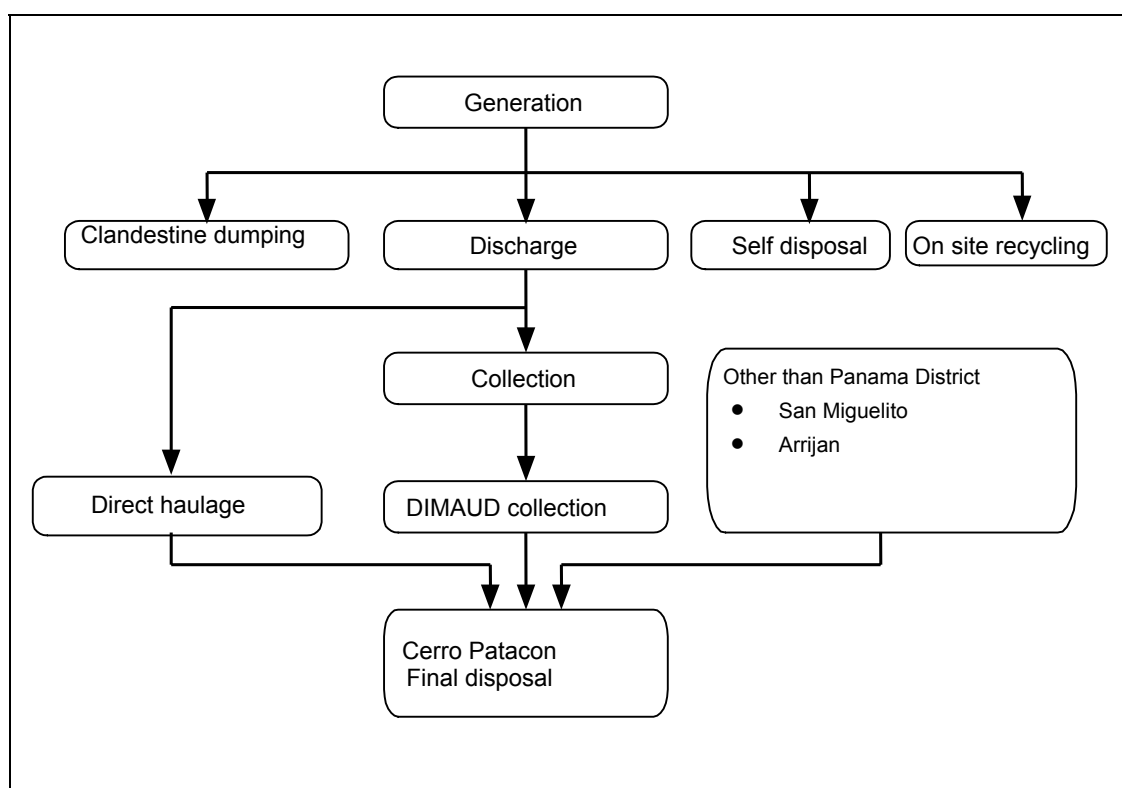 Generation
Clandestine dumping
Discharge
Self disposal
On site recycling
Collection
Other than Panama District
● San Miguelito
● Arrijan
Direct haulage
DIMAUD collection
Cerro Patacon
Final disposal